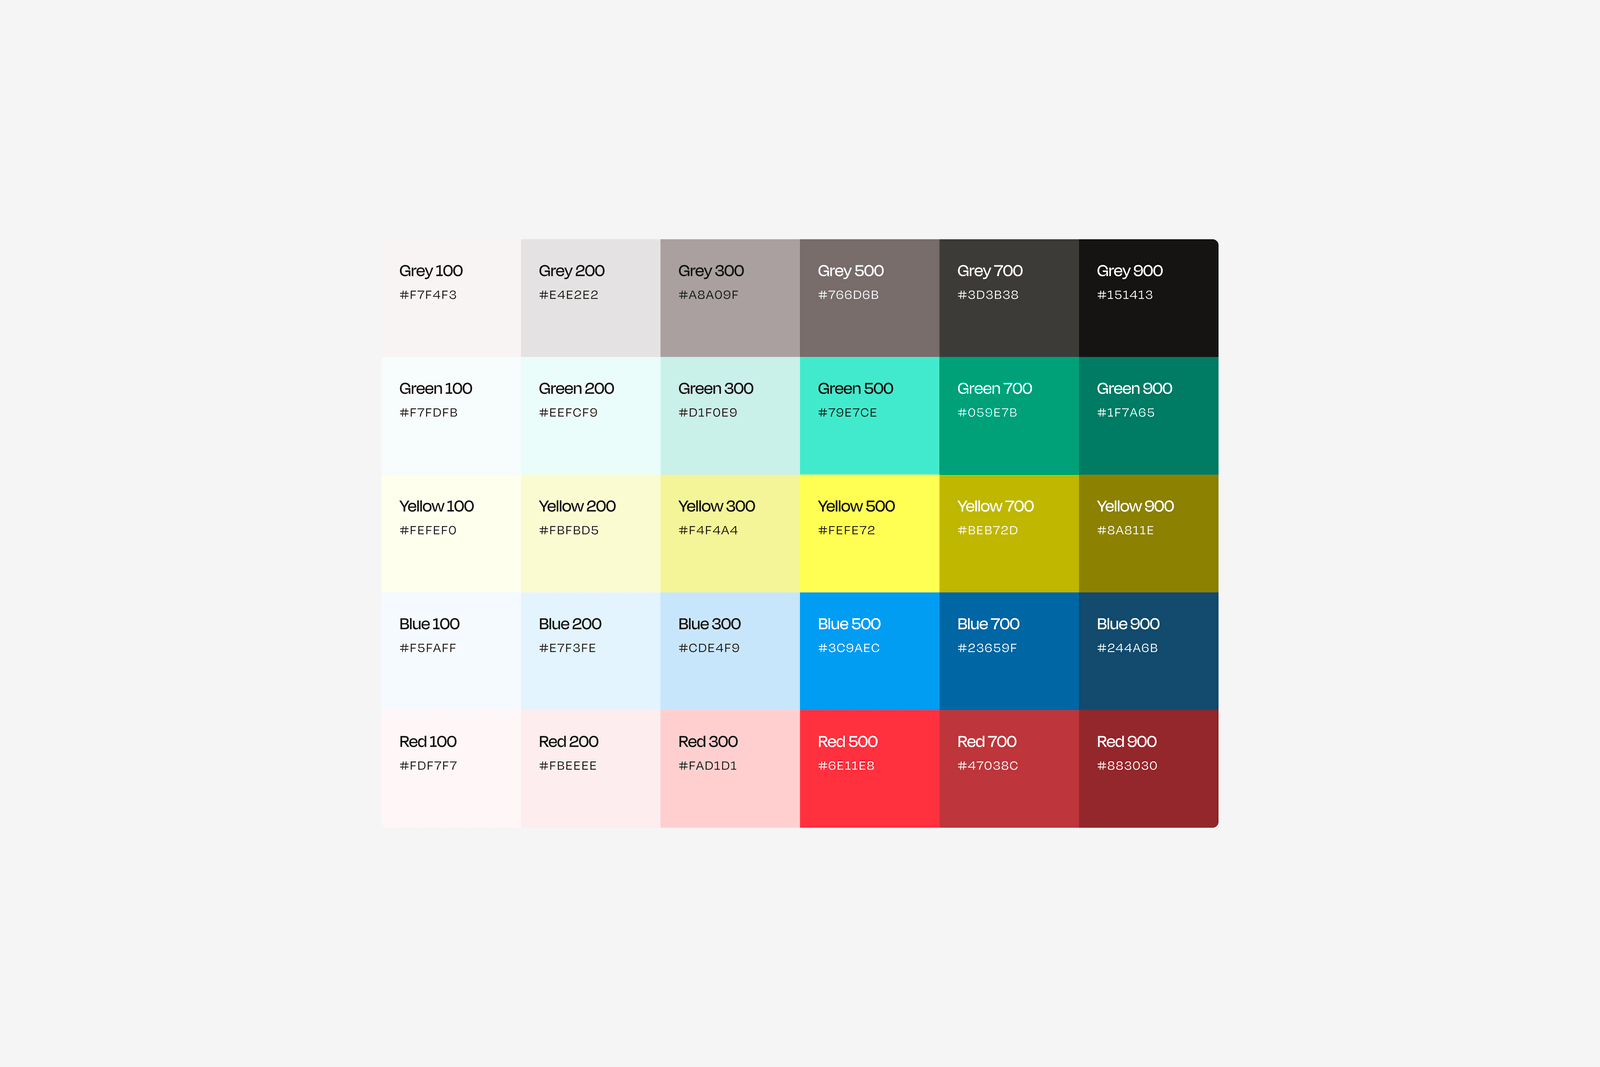 Grey 100
#F7F4F3
Grey 200
#E4E2E2
Grey 300
#A8A09F
Grey 500
#766D6B
Grey 700
#3D3B38
Grey 900
#151413
Green 100
#F7FDFB
Green 200
#EEFCF9
Green 300
#D1F0E9
Green 500
#79E7CE
Green 700
#059E7B
Green 900
#1F7A65
Yellow 100
#FEFEF0
Yellow 200
#FBFBD5
Yellow 300
#F4F4A4
Yellow 500
#FEFE72
Yellow 700
#BEB72D
Yellow 900
#8A811E
Blue 100
#F5FAFF
Blue 200
#E7F3FE
Blue 300
#CDE4F9
Blue 500
#3C9AEC
Blue 700
#23659F
Blue 900
#244A6B
Red 100
#FDF7F7
Red 200
#FBEEEE
Red 300
#FAD1D1
Red 500
#6E11E8
Red 700
#47038C
Red 900
#883030